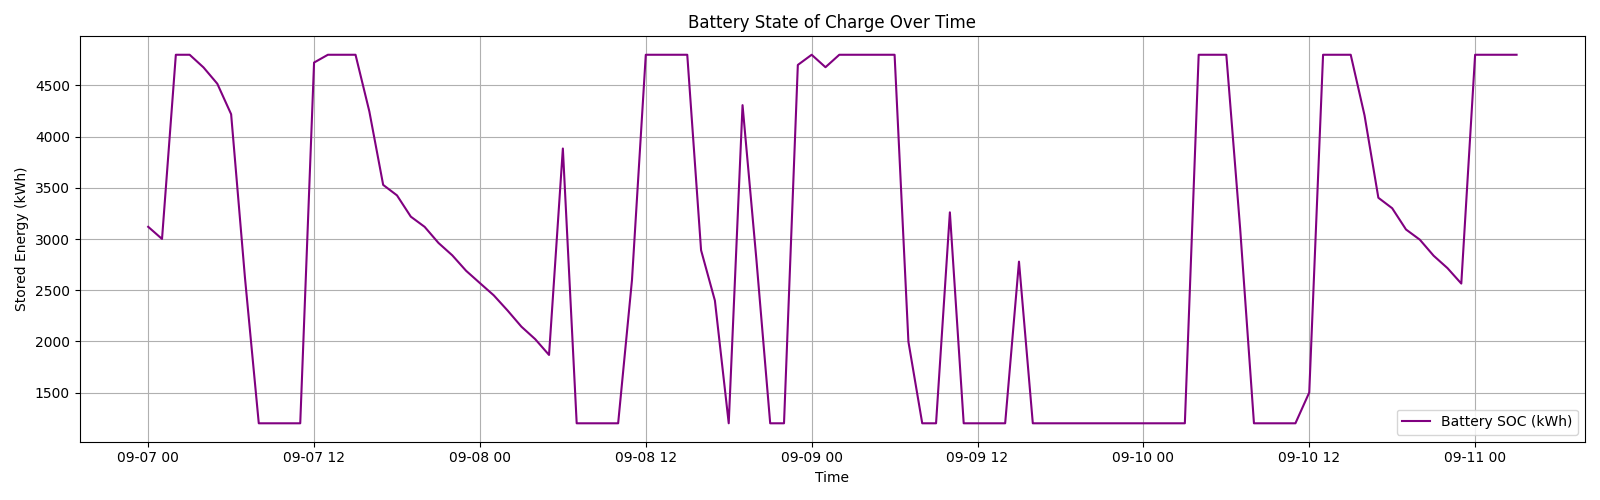 Battery State of Charge Over Time
Stored Energy (kWh)
4500
4000
3500
3000
2500
2000
1500
Battery SOC (kWh)
09-07 00 09-07 12 09-08 00 09-08 12 09-09 00 09-09 12 09-10 00 09-10 12 09-11 00
Time